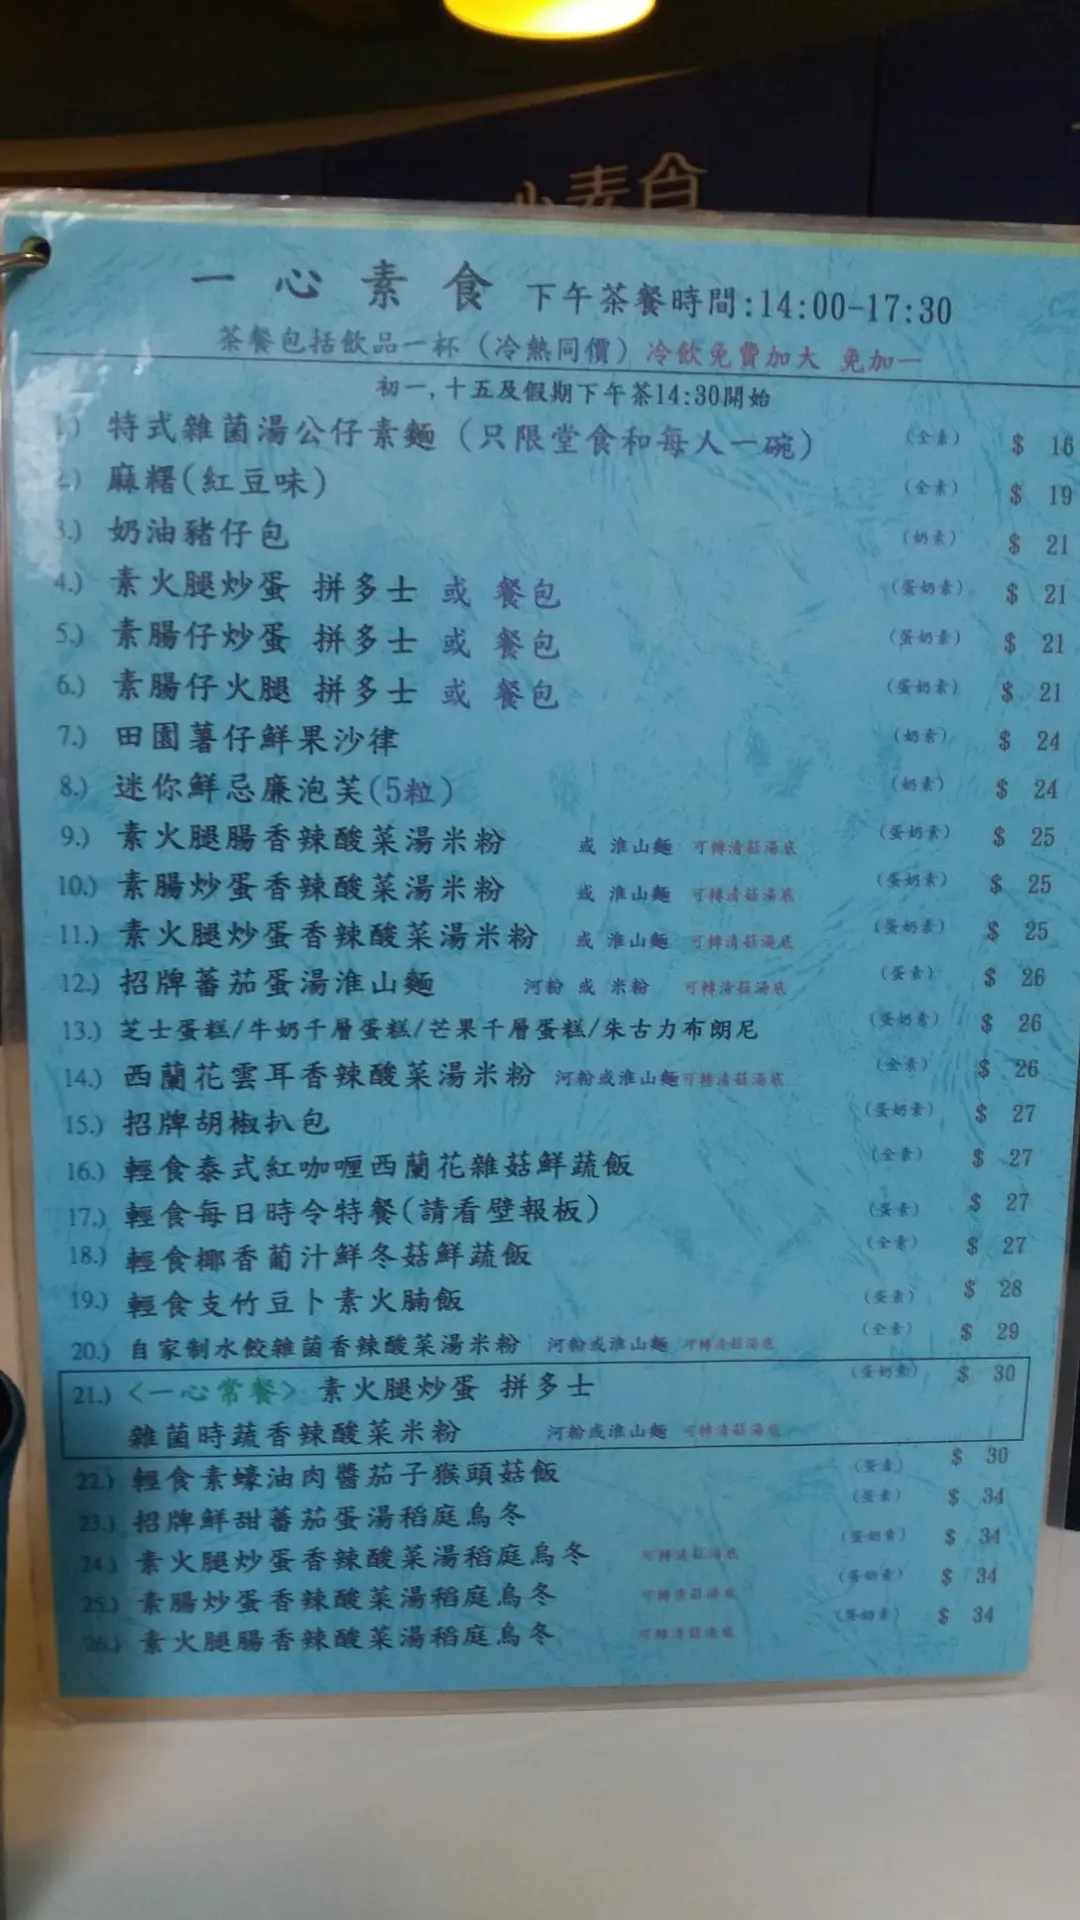 心素食
一心素食 下午茶餐時間:14:00-17:30
茶餐包括飲品一杯(冷熱同價) 冷飲免費加大 免加一
初一,十五及假期下午茶14:30開始
1.) 特式雜菌湯公仔素麵(只限堂食和每人一碗) (全素) $ 16
2.) 麻糬(紅豆味) (全素) $ 19
3.) 奶油豬仔包 (奶素) $ 21
4.) 素火腿炒蛋 拼多士 或 餐包 (蛋奶素) $ 21
5.) 素腸仔炒蛋 拼多士 或 餐包 (蛋奶素) $ 21
6.) 素腸仔火腿 拼多士 或 餐包 (蛋奶素) $ 21
7.) 田園薯仔鮮果沙律 (奶素) $ 24
8.) 迷你鮮忌廉泡芙(5粒) (奶素) $ 24
9.) 素火腿腸香辣酸菜湯米粉 或 淮山麵 可轉清菇湯底 (蛋奶素) $ 25
10.) 素腸炒蛋香辣酸菜湯米粉 或 淮山麵 可轉清菇湯底 (蛋奶素) $ 25
11.) 素火腿炒蛋香辣酸菜湯米粉 或 淮山麵 可轉清菇湯底 (蛋奶素) $ 25
12.) 招牌蕃茄蛋湯淮山麵 河粉 或 米粉 可轉清菇湯底 (蛋素) $ 26
13.) 芝士蛋糕/牛奶千層蛋糕/芒果千層蛋糕/朱古力布朗尼 (蛋奶素) $ 26
14.) 西蘭花雲耳香辣酸菜湯米粉 河粉或淮山麵可轉清菇湯底 (全素) $ 26
15.) 招牌胡椒扒包 (蛋奶素) $ 27
16.) 輕食泰式紅咖喱西蘭花雜菇鮮蔬飯 (全素) $ 27
17.) 輕食每日時令特餐(請看壁報板) (蛋素) $ 27
18.) 輕食椰香葡汁鮮冬菇鮮蔬飯 (全素) $ 27
19.) 輕食支竹豆卜素火腩飯 (蛋素) $ 28
20.) 自家制水餃雜菌香辣酸菜湯米粉 河粉或淮山麵 可轉清菇湯底 (全素) $ 29
21.) <一心常餐> 素火腿炒蛋 拼多士 (蛋奶素) $ 30
雜菌時蔬香辣酸菜米粉 河粉或淮山麵 可轉清菇湯底
22.) 輕食素蠔油肉醬茄子猴頭菇飯 (蛋素) $ 30
23.) 招牌鮮甜蕃茄蛋湯稻庭烏冬 (蛋素) $ 34
24.) 素火腿炒蛋香辣酸菜湯稻庭烏冬 可轉清菇湯底 (蛋奶素) $ 34
25.) 素腸炒蛋香辣酸菜湯稻庭烏冬 可轉清菇湯底 (蛋奶素) $ 34
26.) 素火腿腸香辣酸菜湯稻庭烏冬 可轉清菇湯底 (蛋奶素) $ 34